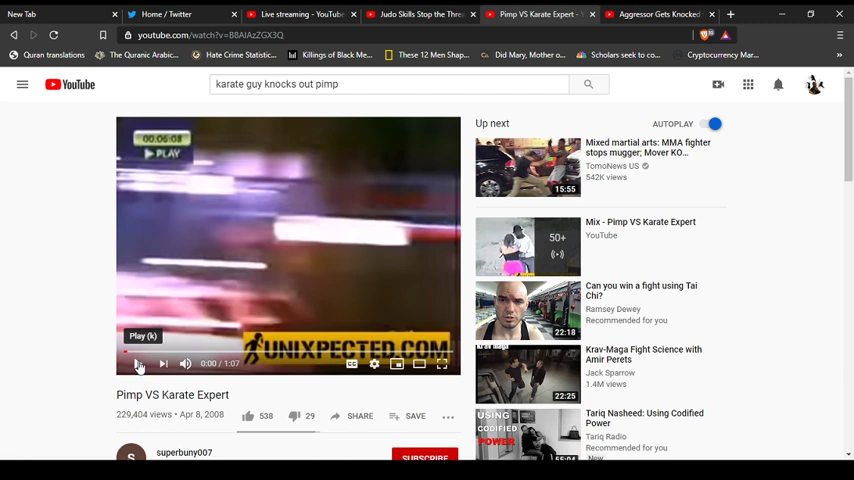 New Tab
Home / Twitter
Live streaming - YouTube
Judo Skills Stop the Threa
Pimp VS Karate Expert - Y
Aggressor Gets Knocked
youtube.com/watch?v=B8AlAzZGX3Q
Quran translations
The Quranic Arabic...
Hate Crime Statistic...
Killings of Black Me...
These 12 Men Shap...
Did Mary, Mother o...
Scholars seek to co...
Cryptocurrency Mar...
YouTube
karate guy knocks out pimp
00:06:03
PLAY
UNIXPECTED.COM
Play (k)
0:00 / 1:07
Pimp VS Karate Expert
229,404 views • Apr 8, 2008
538
29
SHARE
SAVE
S
superbuny007
SUBSCRIBE
Up next
AUTOPLAY
Mixed martial arts: MMA fighter
stops mugger; Mover KO...
TomoNews US
542K views
15:55
50+
Mix - Pimp VS Karate Expert
YouTube
Can you win a fight using Tai
Chi?
Ramsey Dewey
Recommended for you
22:18
Krav maga
Krav-Maga Fight Science with
Amir Perets
Jack Sparrow
1.4M views
22:25
USING
CODIFIED
POWER
Tariq Nasheed: Using Codified
Power
Tariq Radio
Recommended for you
New
55:04